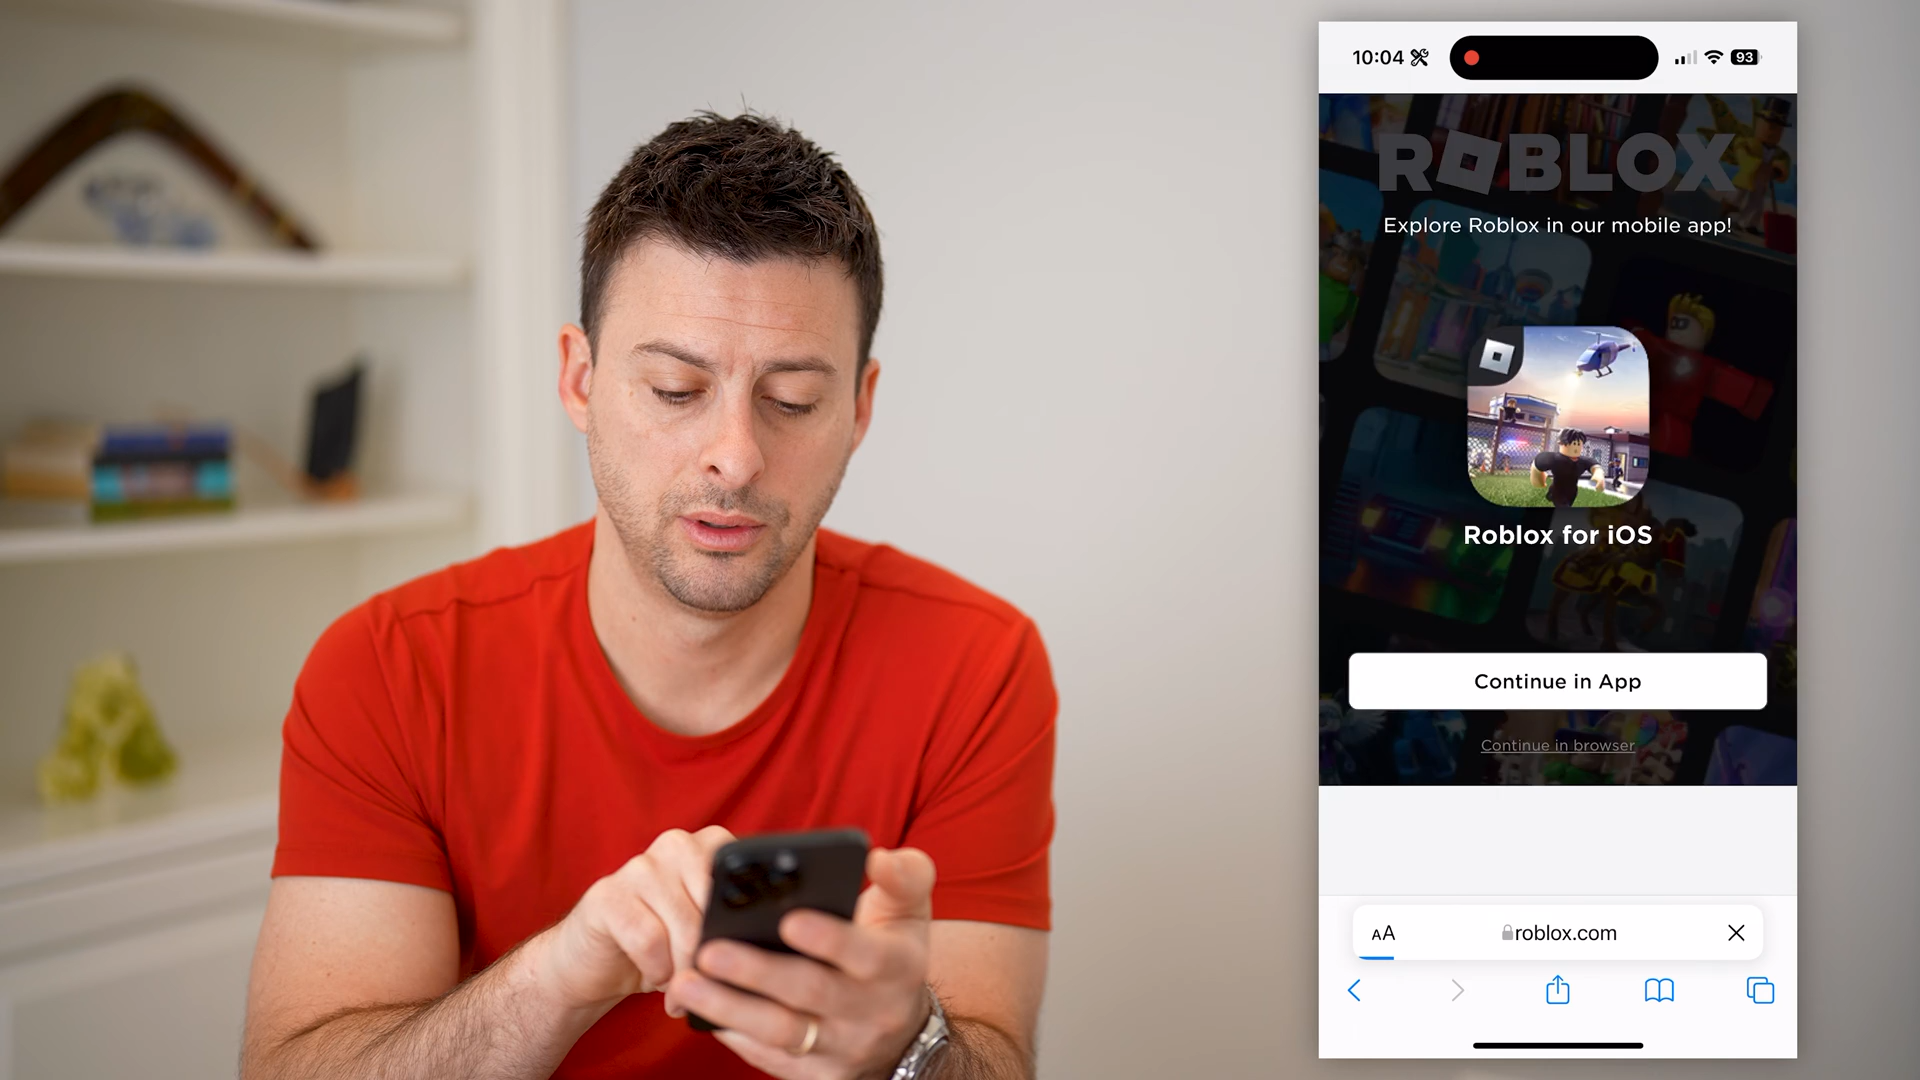 10:04
93
ROBLOX
Explore Roblox in our mobile app!
Roblox for iOS
Continue in App
Continue in browser
AA
roblox.com